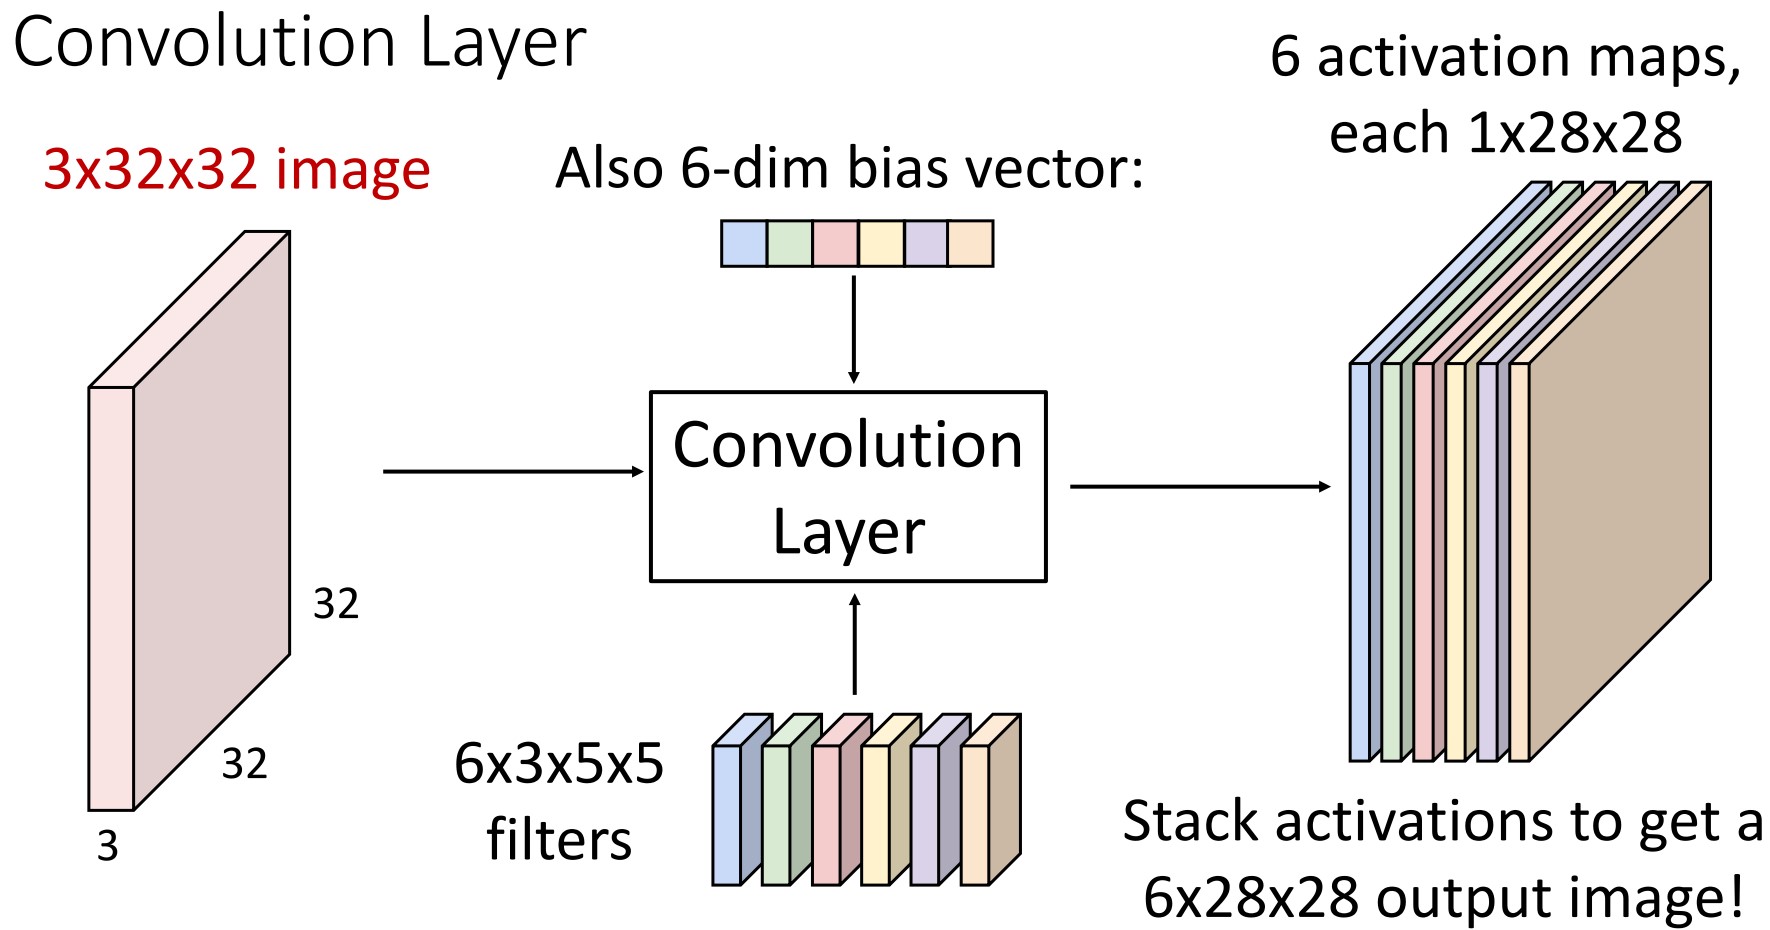 Convolution Layer
3x32x32 image
32
32
3
Also 6-dim bias vector:
Convolution
Layer
6x3x5x5
filters
6 activation maps,
each 1x28x28
Stack activations to get a
6x28x28 output image!